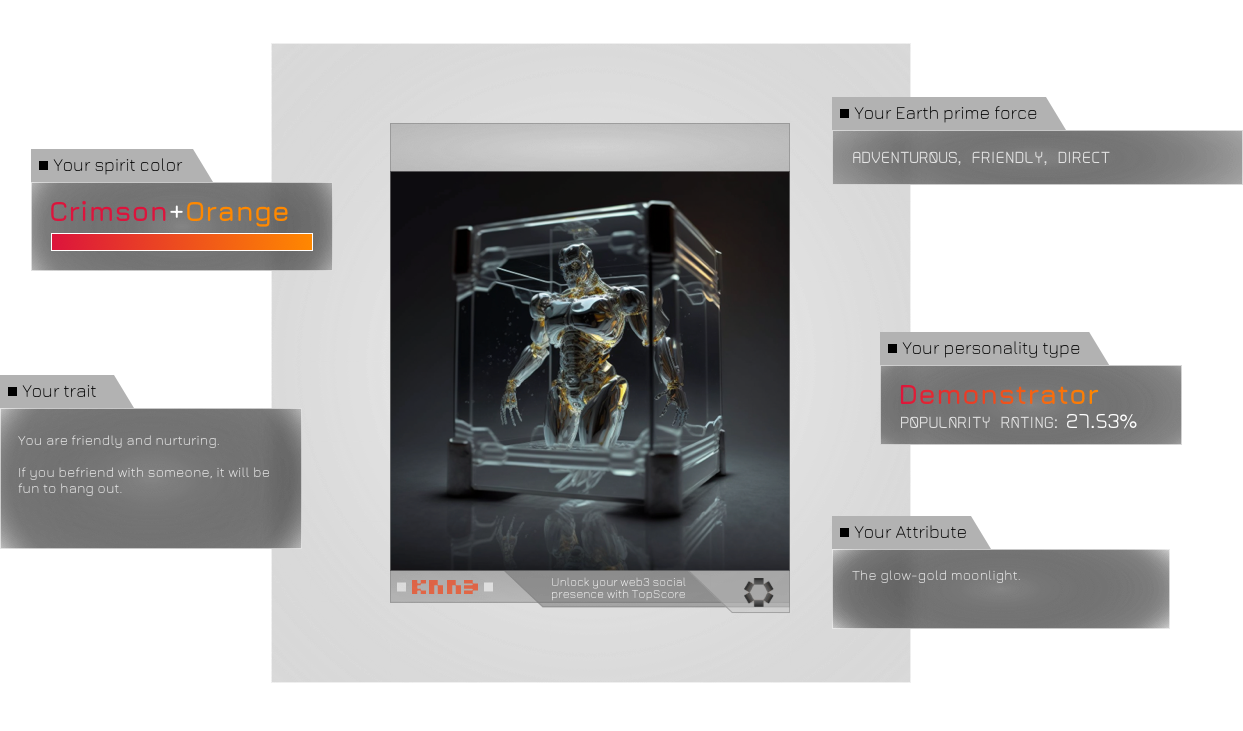 Your Earth prime force
ADVENTUROUS, FRIENDLY, DIRECT
Your spirit color
Crimson+Orange
Your personality type
Demonstrator
POPULARITY RATING: 27.53%
Your trait
You are friendly and nurturing.
If you befriend with someone, it will be
fun to hang out.
Your Attribute
The glow-gold moonlight.
KNN3
Unlock your web3 social
presence with TopScore